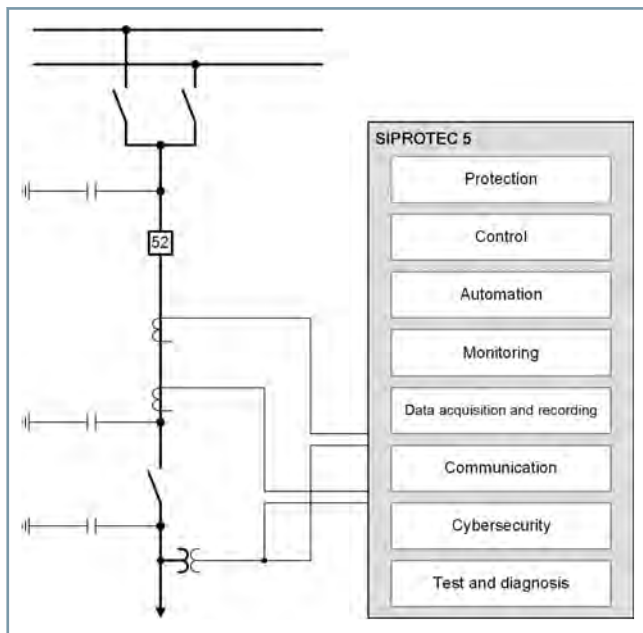 SIPROTEC 5
Protection
Control
52
Automation
Monitoring
Data acquisition and recording
Communication
Cybersecurity
Test and diagnosis